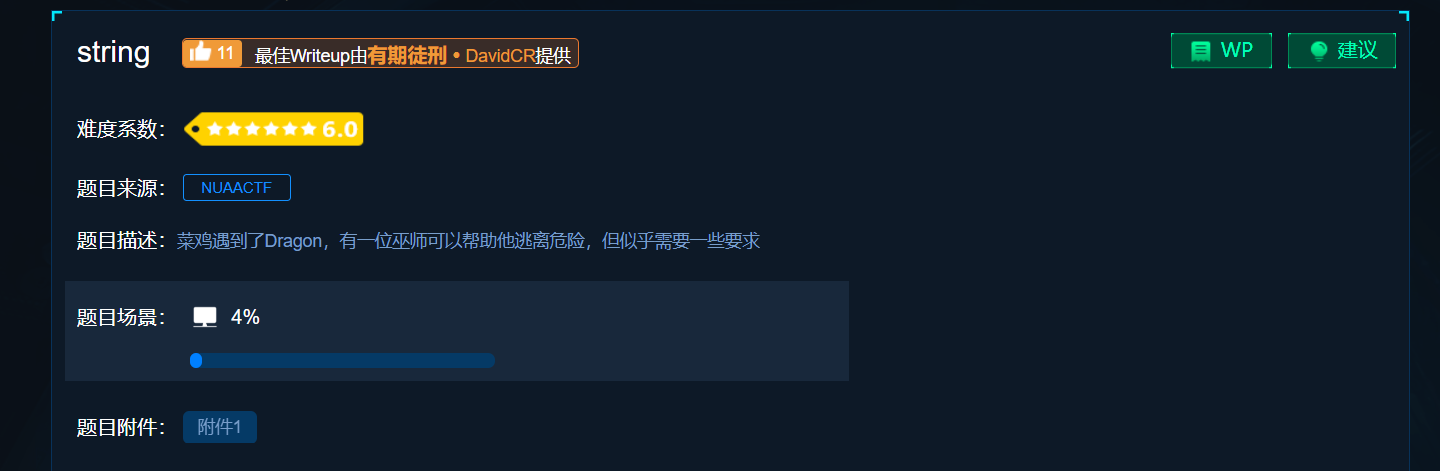 string 11 最佳Writeup由有期徒刑 • DavidCR提供 WP 建议
难度系数： 6.0
题目来源： NUAACTF
题目描述：菜鸡遇到了Dragon，有一位巫师可以帮助他逃离危险，但似乎需要一些要求
题目场景： 4%
题目附件： 附件1